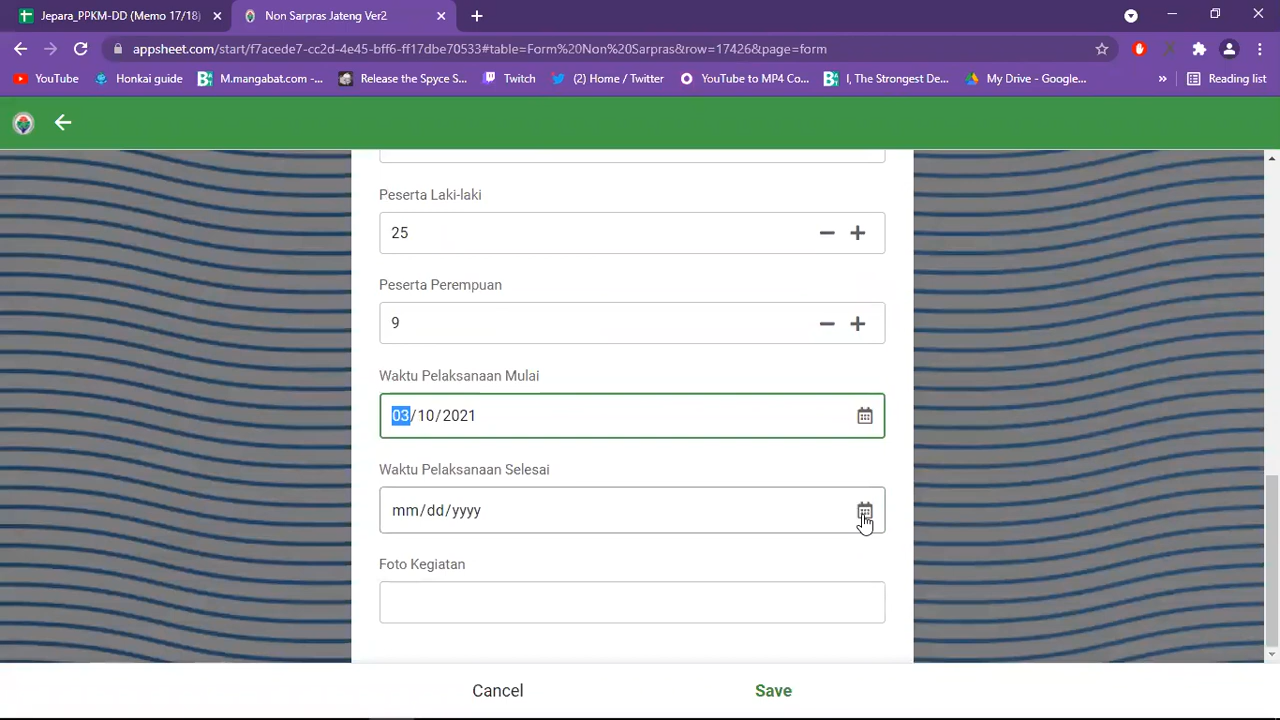 Jepara_PPKM-DD (Memo 17/18)
Non Sarpras Jateng Ver2
appsheet.com/start/f7acede7-cc2d-4e45-bff6-ff17dbe70533#table=Form%20Non%20Sarpras&row=17426&page=form
YouTube
Honkai guide
M.mangabat.com -...
Release the Spyce S...
Twitch
(2) Home / Twitter
YouTube to MP4 Co...
I, The Strongest De...
My Drive - Google...
»
Reading list
Peserta Laki-laki
25
Peserta Perempuan
9
Waktu Pelaksanaan Mulai
03/10/2021
Waktu Pelaksanaan Selesai
mm/dd/yyyy
Foto Kegiatan
Cancel
Save